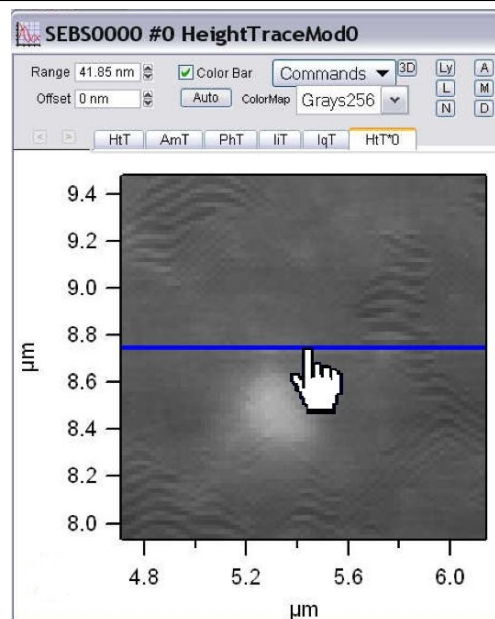 SEBS0000 #0 HeightTraceMod0
Range 41.85 nm Color Bar Commands 3D Ly A
Offset 0 nm Auto ColorMap Grays256 L M
N D
< > HtT AmT PhT IiT IqT HtT*0
9.4
9.2
9.0
8.8
µm
8.6
8.4
8.2
8.0
4.8 5.2 5.6 6.0
µm